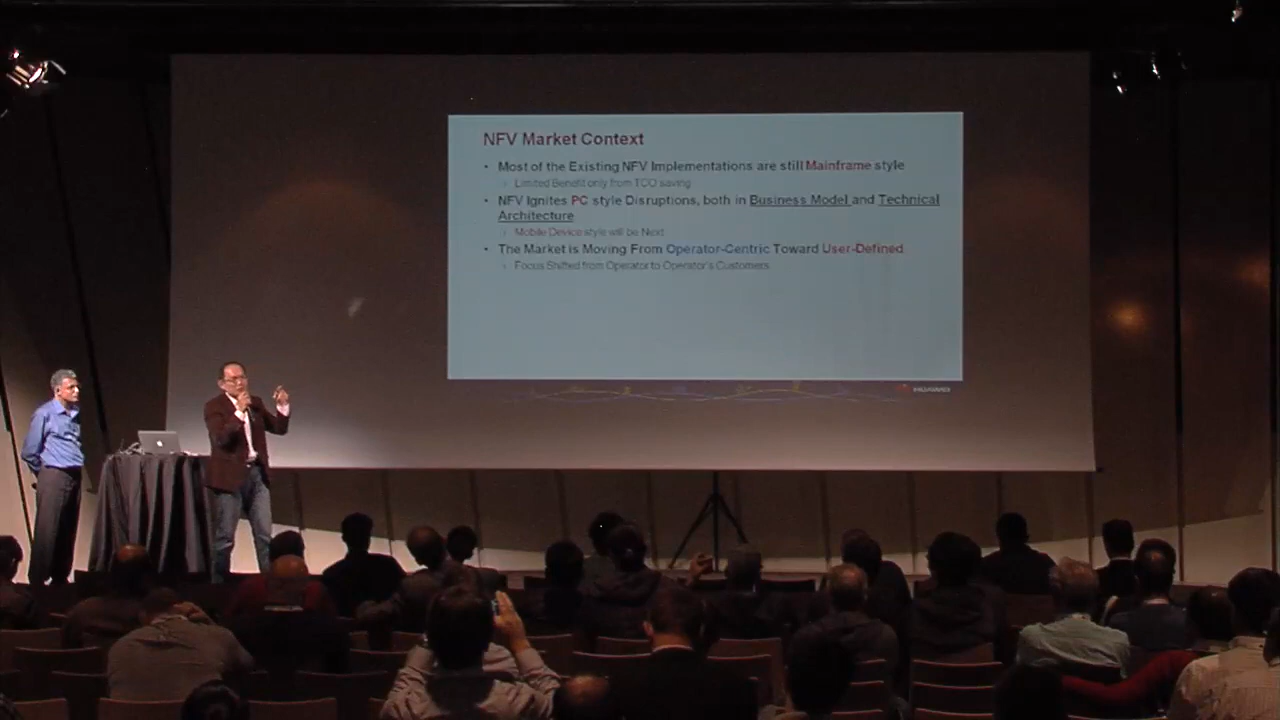 NFV Market Context
• Most of the Existing NFV Implementations are still Mainframe style
Limited Benefit only from TCO saving
• NFV Ignites PC style Disruptions, both in Business Model and Technical
Architecture
Mobile Device style will be Next
• The Market is Moving From Operator-Centric Toward User-Defined
Focus Shifted from Operator to Operator's Customers
HUAWEI